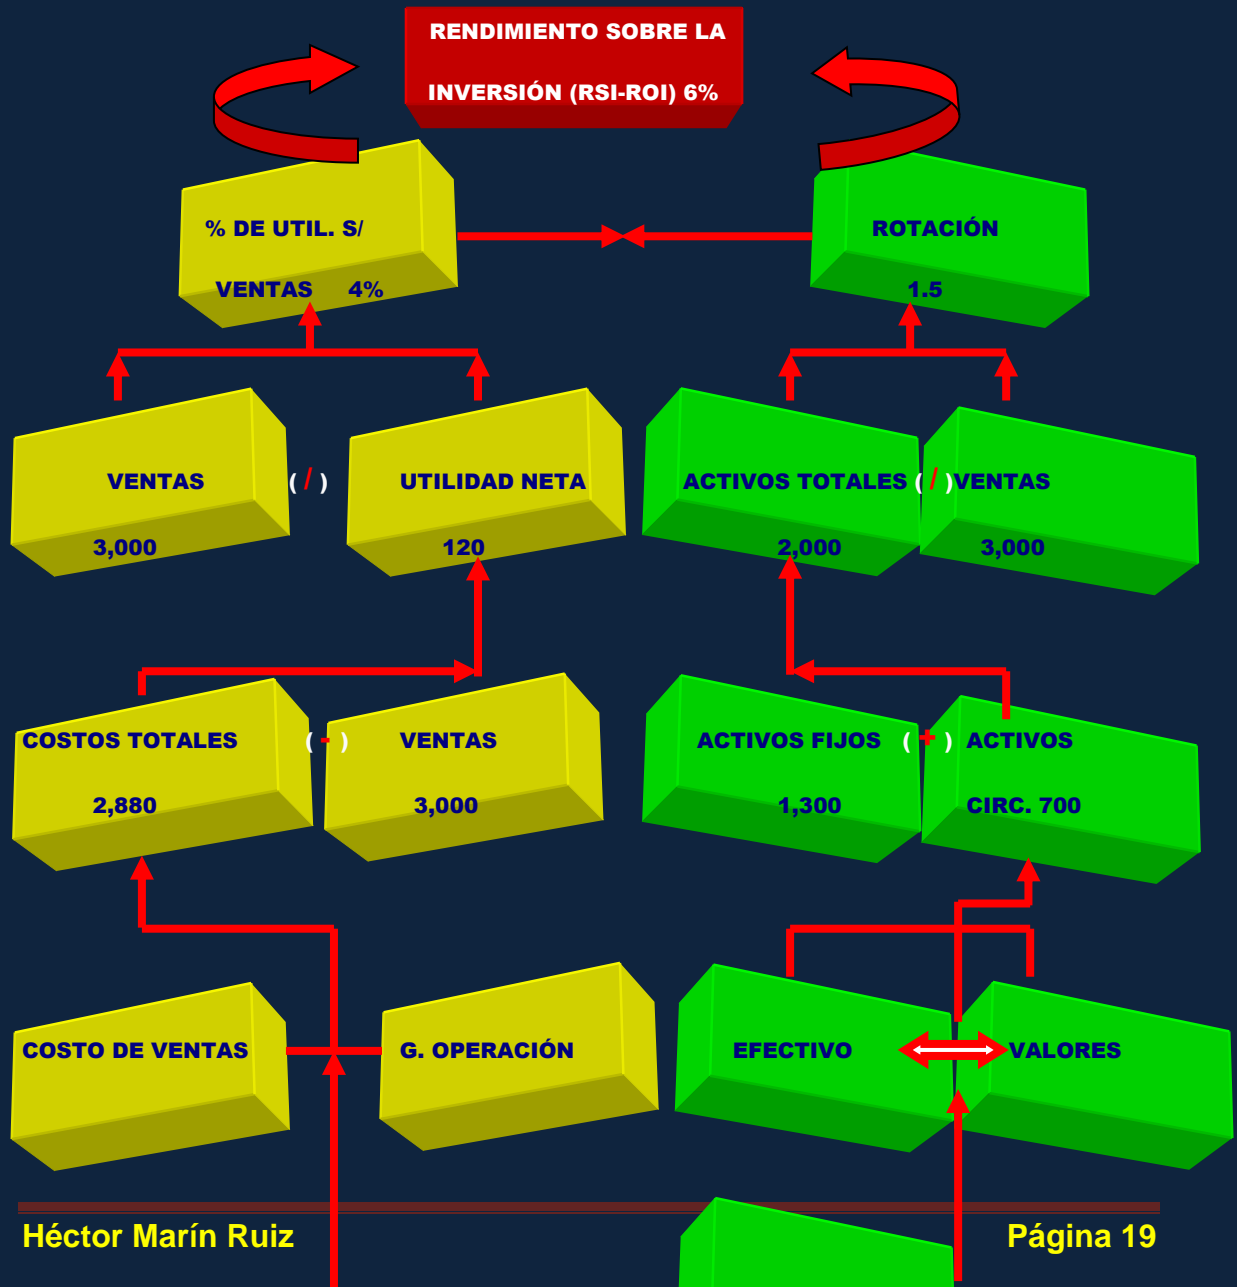 RENDIMIENTO SOBRE LA
INVERSIÓN (RSI-ROI) 6%
% DE UTIL. S/
VENTAS 4%
ROTACIÓN
1.5
VENTAS ( / ) UTILIDAD NETA ACTIVOS TOTALES ( / ) VENTAS
3,000 120 2,000 3,000
COSTOS TOTALES ( - ) VENTAS ACTIVOS FIJOS ( + ) ACTIVOS
2,880 3,000 1,300 CIRC. 700
COSTO DE VENTAS G. OPERACIÓN EFECTIVO VALORES
Héctor Marín Ruiz Página 19